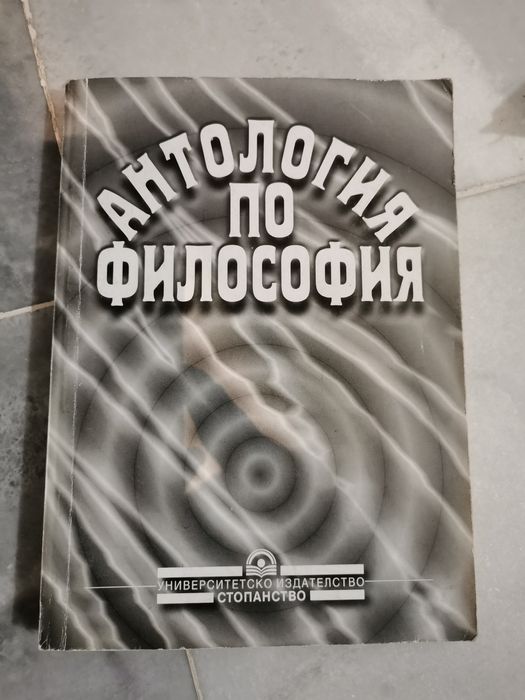 АНТОЛОГИЯ
ПО
ФИЛОСОФИЯ
УНИВЕРСИТЕТСКО ИЗДАТЕЛСТВО
СТОПАНСТВО